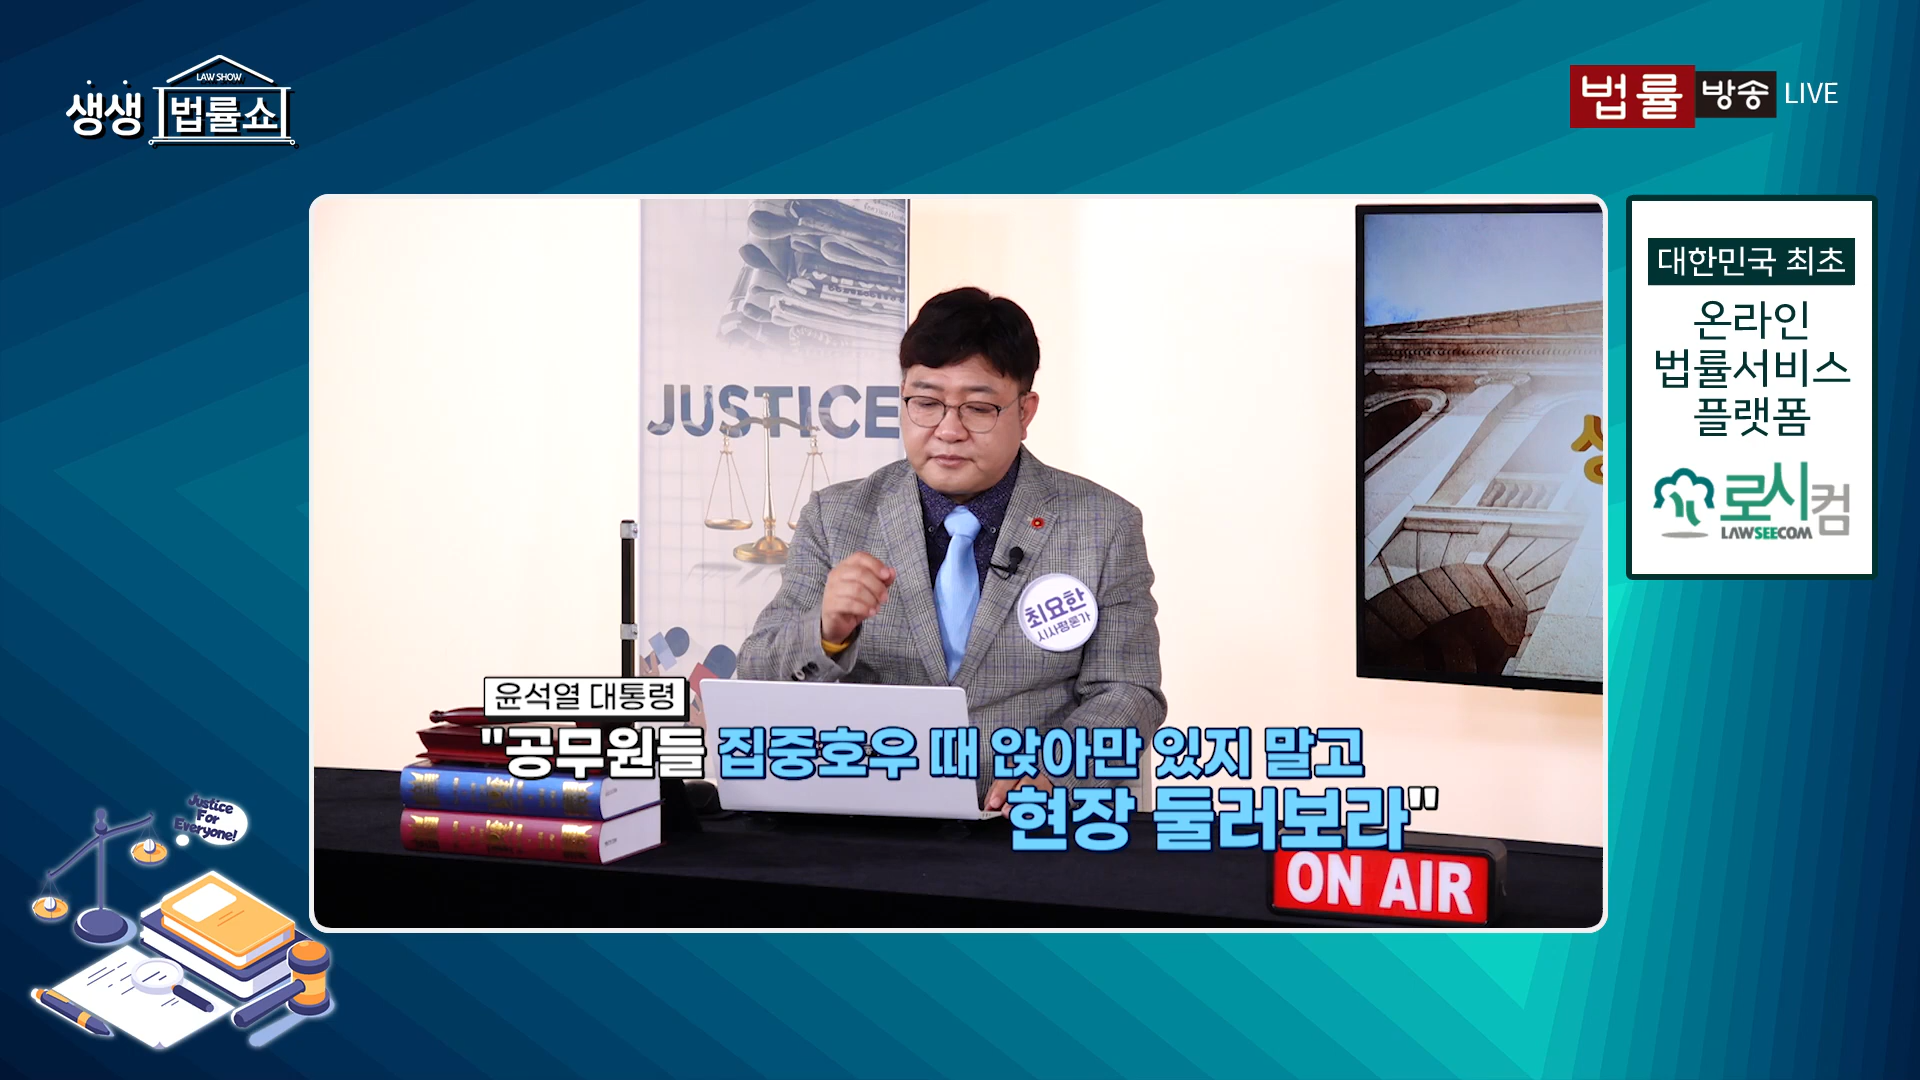 LAW SHOW
생생 법률쇼
법률방송 LIVE
대한민국 최초
온라인
법률서비스
플랫폼
로시컴
LAWSEECOM
JUSTICE
최요한
시사평론가
윤석열 대통령
"공무원들 집중호우 때 앉아만 있지 말고
현장 둘러보라"
ON AIR
Justice
For
Everyone!